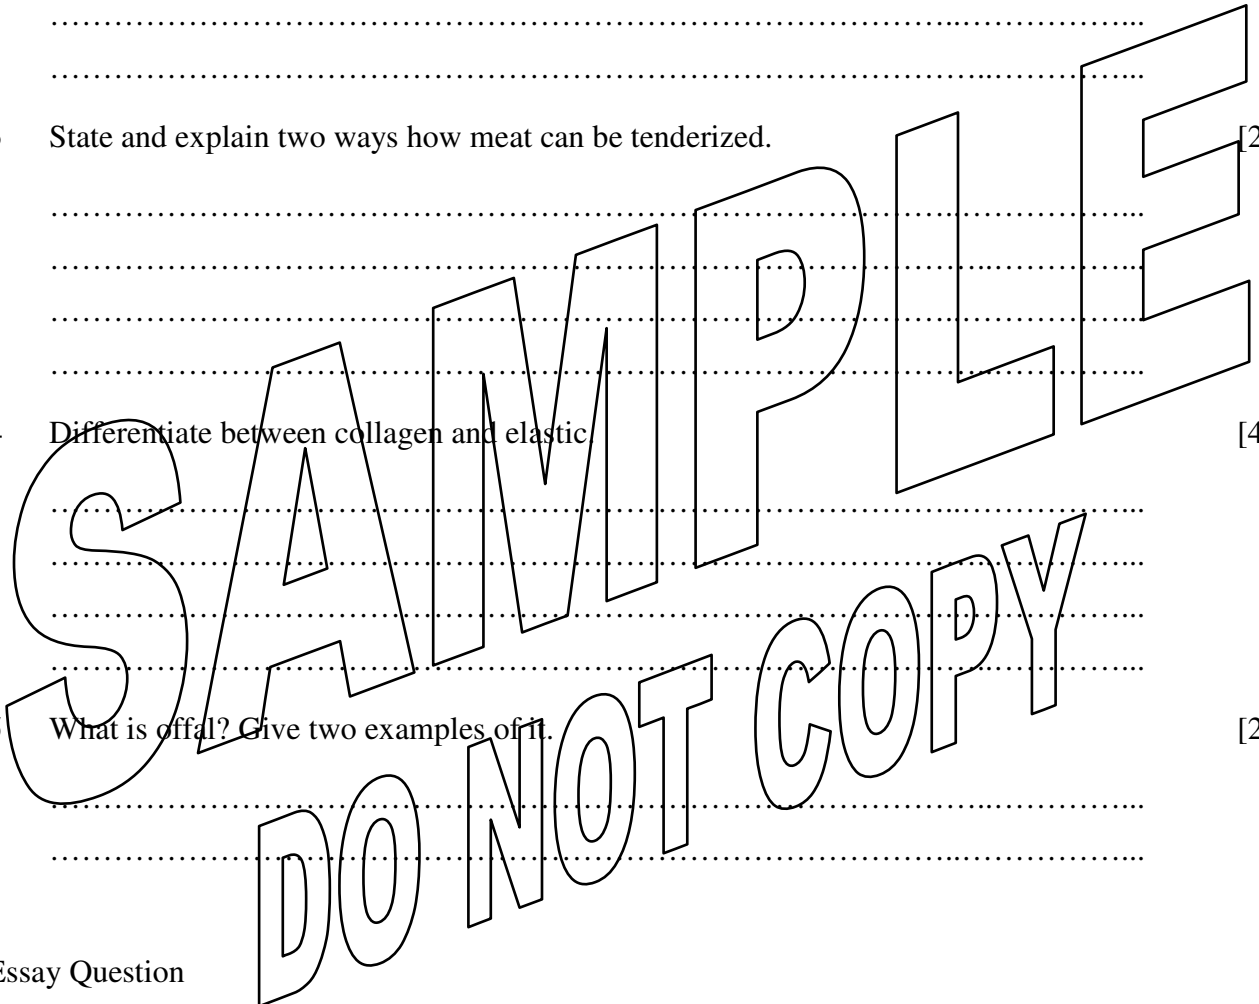 State and explain two ways how meat can be tenderized. [2
Differentiate between collagen and elastic. [4
What is offal? Give two examples of it. [2
Essay Question
SAMPLE
DO NOT COPY